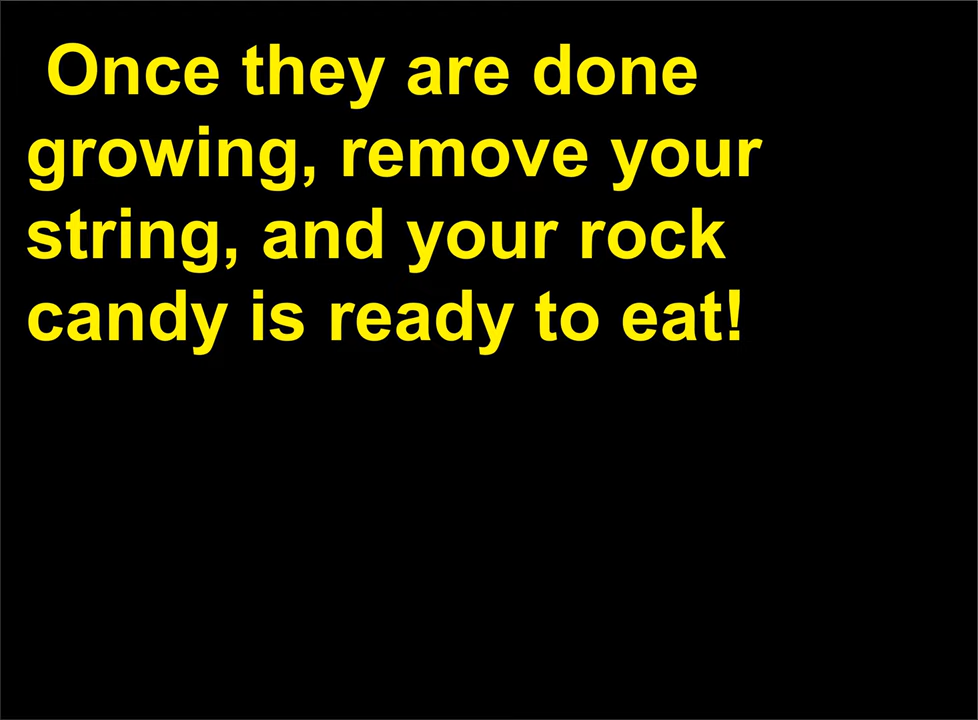 Once they are done
growing, remove your
string, and your rock
candy is ready to eat!